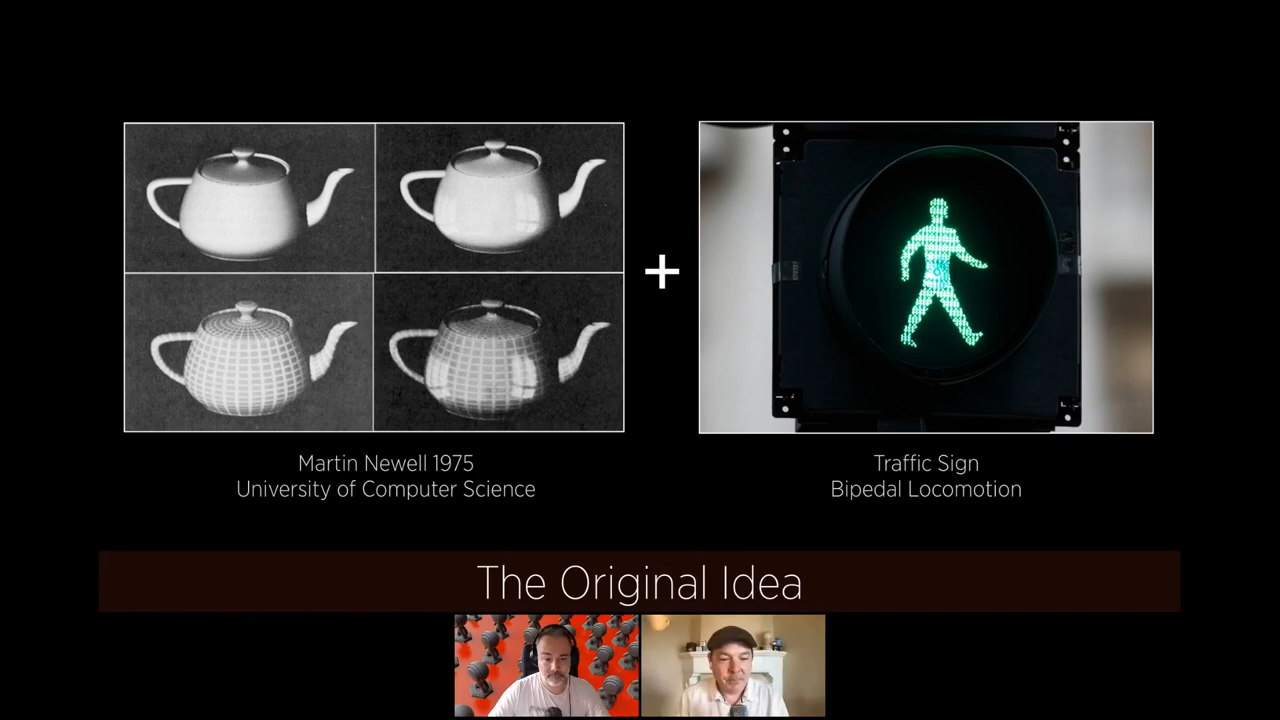 +
Martin Newell 1975
University of Computer Science
Traffic Sign
Bipedal Locomotion
The Original Idea